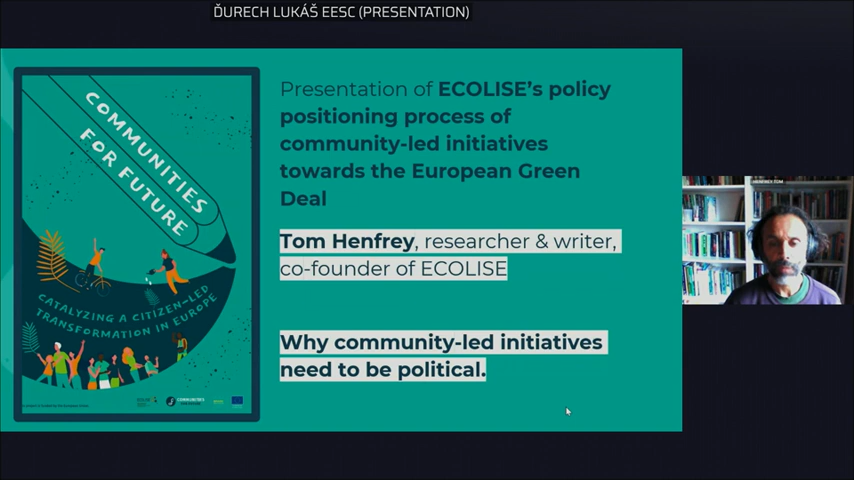 ĎURECH LUKÁŠ EESC (PRESENTATION)
COMMUNITIES
FOR FUTURE
CATALYZING A CITIZEN-LED
TRANSFORMATION IN EUROPE
Presentation of ECOLISE's policy
positioning process of
community-led initiatives
towards the European Green
Deal
Tom Henfrey, researcher & writer,
co-founder of ECOLISE
Why community-led initiatives
need to be political.